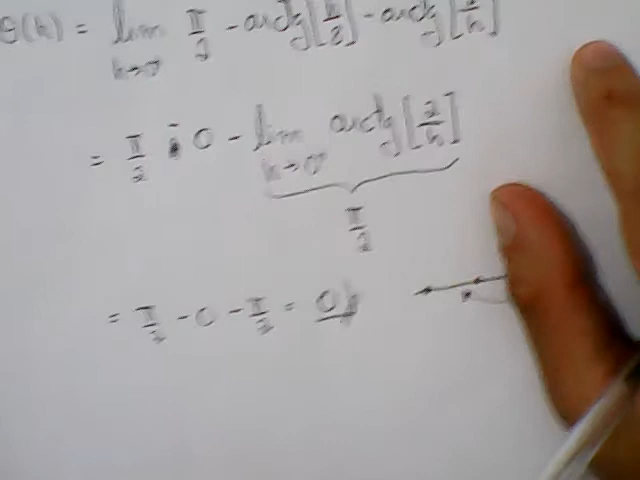 θ(h) = lim h→0 π/2 - arctg[h/2] - arctg[2/h]
= π/2 - 0 - lim h→0 arctg[2/h]
π/2
= π/2 - 0 - π/2 = 0